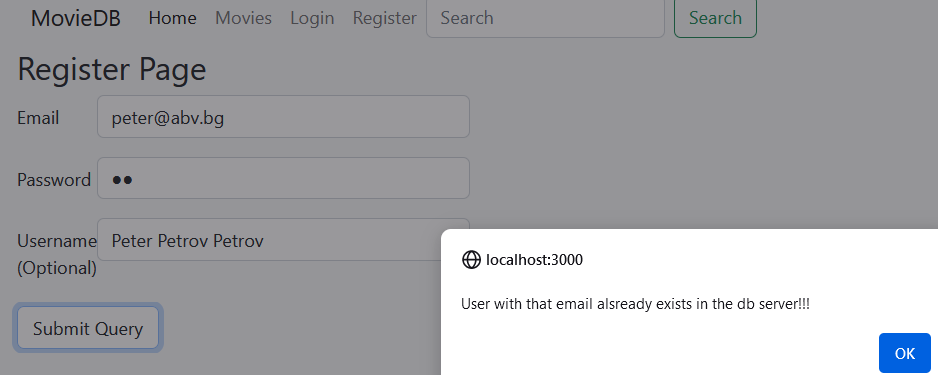 MovieDB Home Movies Login Register Search Search
Register Page
Email peter@abv.bg
Password ●●
Username Peter Petrov Petrov
(Optional)
Submit Query
localhost:3000
User with that email alsready exists in the db server!!!
OK